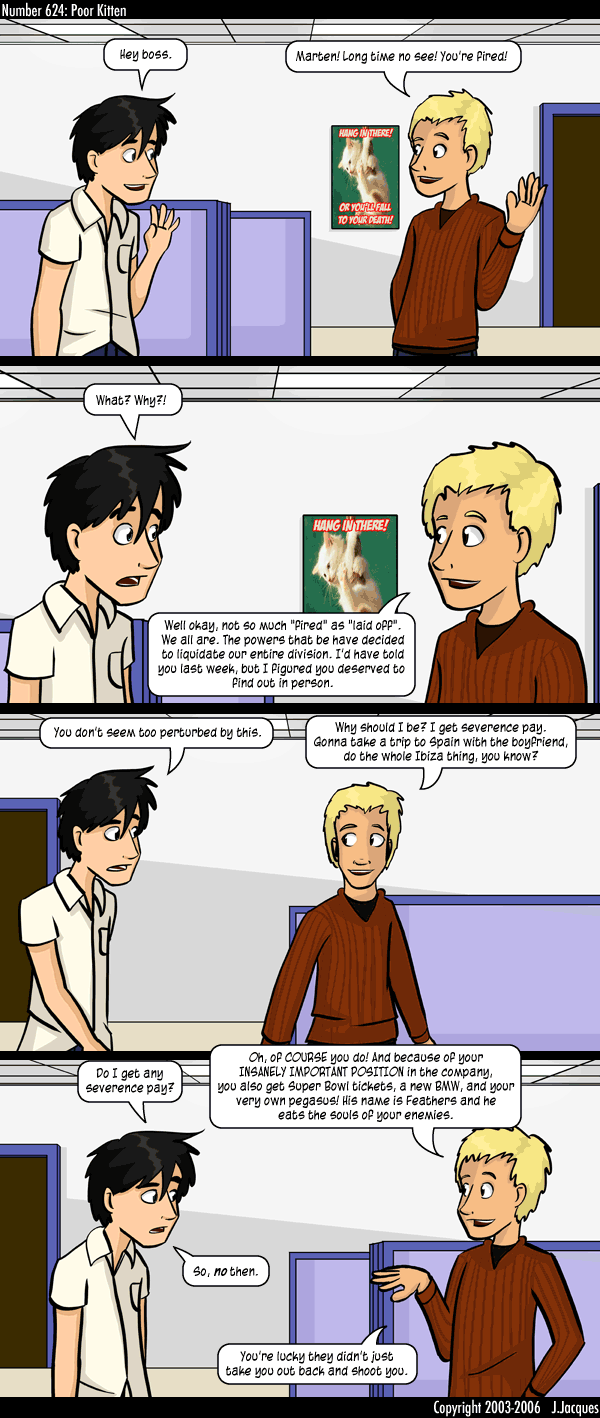 Number 624: Poor Kitten
Hey boss.
Marten! Long time no see! You're fired!
HANG IN THERE!
OR YOU'LL FALL
TO YOUR DEATH!
What? Why?!
HANG IN THERE!
Well okay, not so much "fired" as "laid off".
We all are. The powers that be have decided
to liquidate our entire division. I'd have told
you last week, but I figured you deserved to
find out in person.
You don't seem too perturbed by this.
Why should I be? I get severence pay.
Gonna take a trip to Spain with the boyfriend,
do the whole Ibiza thing, you know?
Do I get any
severence pay?
Oh, of COURSE you do! And because of your
INSANELY IMPORTANT POSITION in the company,
you also get Super Bowl tickets, a new BMW, and your
very own pegasus! His name is Feathers and he
eats the souls of your enemies.
So, no then.
You're lucky they didn't just
take you out back and shoot you.
Copyright 2003-2006 J.Jacques